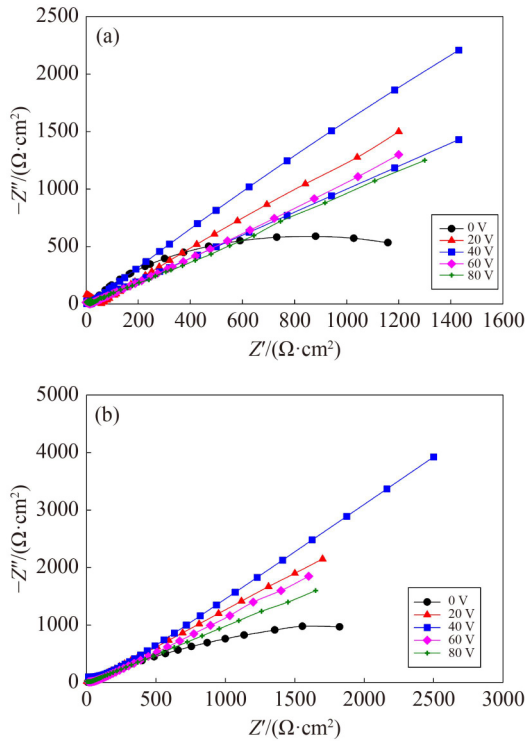 (a)
2500
2000
1500
1000
500
0
−Z″/(Ω·cm²)
0 V
20 V
40 V
60 V
80 V
0 200 400 600 800 1000 1200 1400 1600
Z′/(Ω·cm²)
(b)
5000
4000
3000
2000
1000
0
−Z″/(Ω·cm²)
0 V
20 V
40 V
60 V
80 V
0 500 1000 1500 2000 2500 3000
Z′/(Ω·cm²)